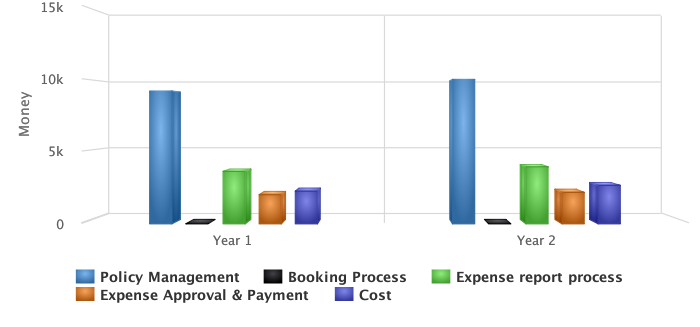 15k
10k
5k
0
Money
Year 1
Year 2
Policy Management
Booking Process
Expense report process
Expense Approval & Payment
Cost